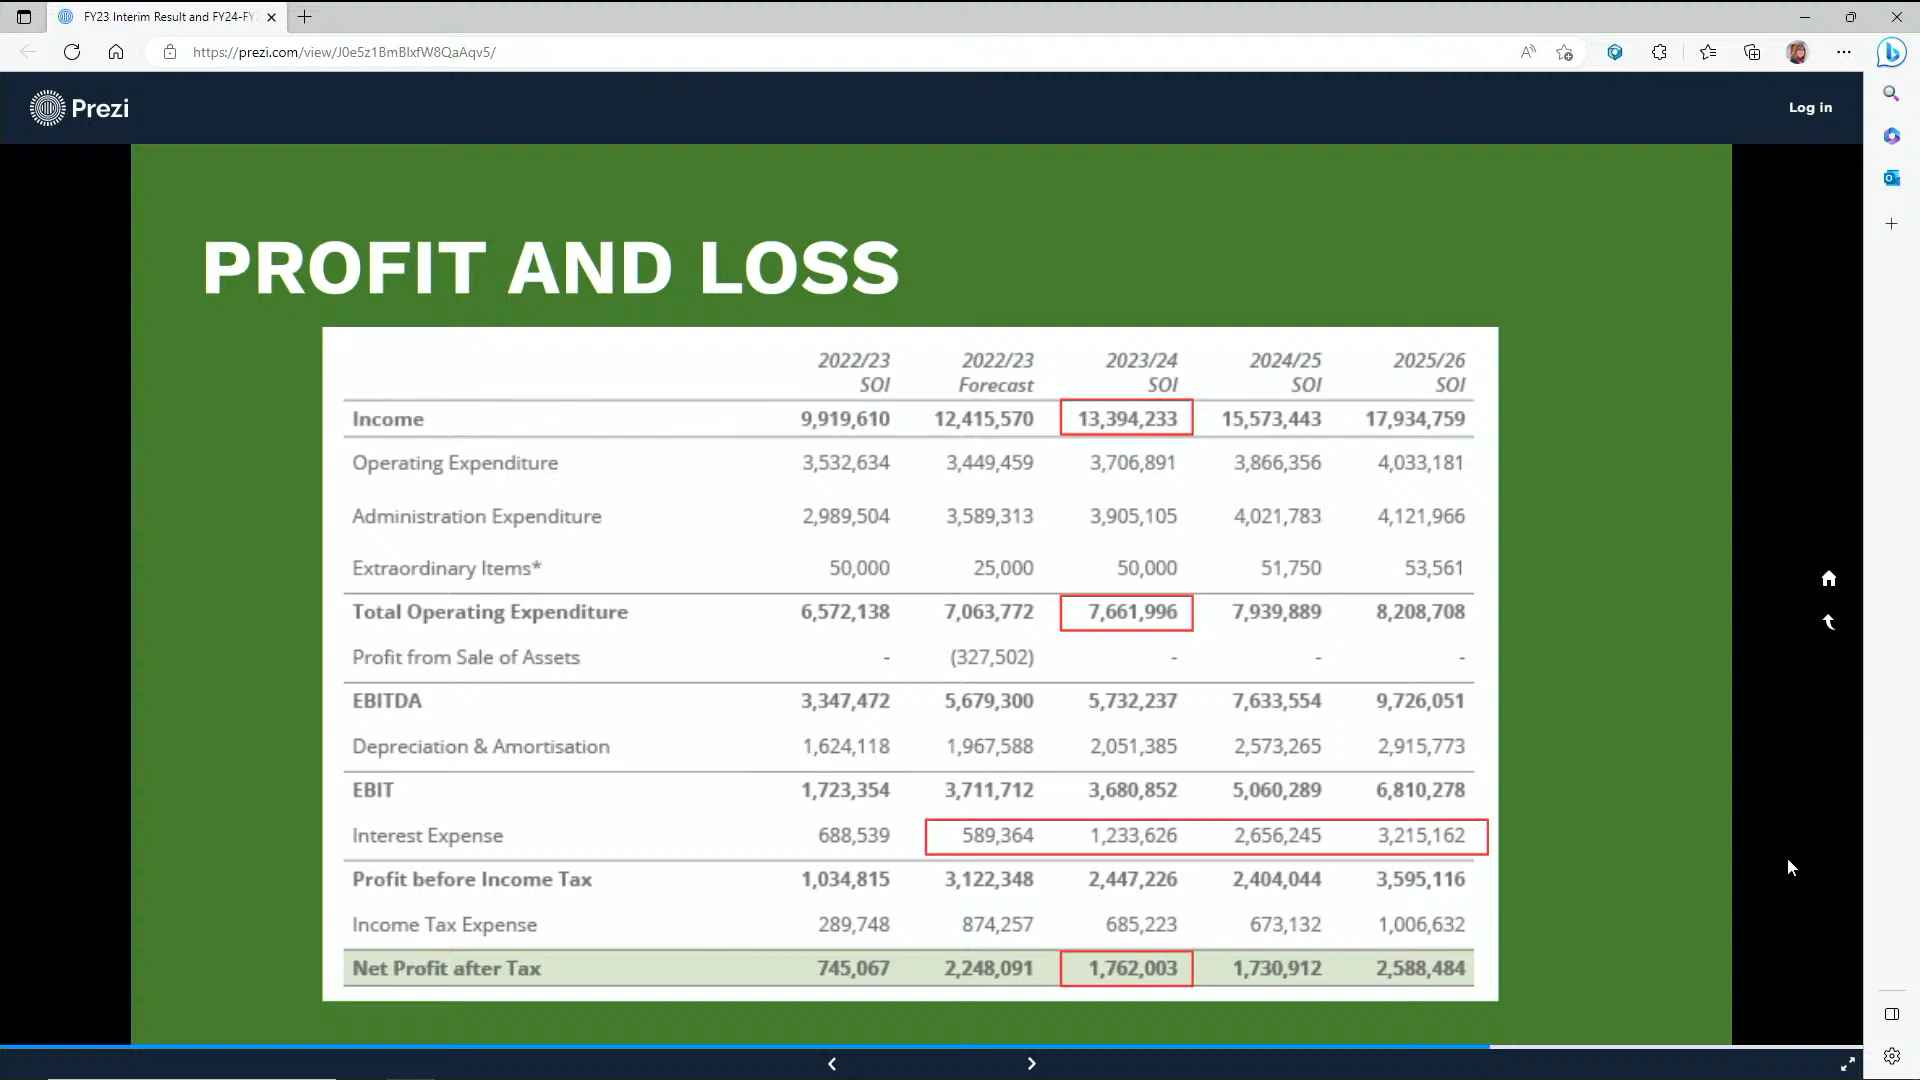 FY23 Interim Result and FY24-FY
https://prezi.com/view/J0e5z1BmBlxfW8QaAqv5/
Prezi
Log in
PROFIT AND LOSS
2022/23 2022/23 2023/24 2024/25 2025/26
SOI Forecast SOI SOI SOI
Income 9,919,610 12,415,570 13,394,233 15,573,443 17,934,759
Operating Expenditure 3,532,634 3,449,459 3,706,891 3,866,356 4,033,181
Administration Expenditure 2,989,504 3,589,313 3,905,105 4,021,783 4,121,966
Extraordinary Items* 50,000 25,000 50,000 51,750 53,561
Total Operating Expenditure 6,572,138 7,063,772 7,661,996 7,939,889 8,208,708
Profit from Sale of Assets - (327,502) - - -
EBITDA 3,347,472 5,679,300 5,732,237 7,633,554 9,726,051
Depreciation & Amortisation 1,624,118 1,967,588 2,051,385 2,573,265 2,915,773
EBIT 1,723,354 3,711,712 3,680,852 5,060,289 6,810,278
Interest Expense 688,539 589,364 1,233,626 2,656,245 3,215,162
Profit before Income Tax 1,034,815 3,122,348 2,447,226 2,404,044 3,595,116
Income Tax Expense 289,748 874,257 685,223 673,132 1,006,632
Net Profit after Tax 745,067 2,248,091 1,762,003 1,730,912 2,588,484